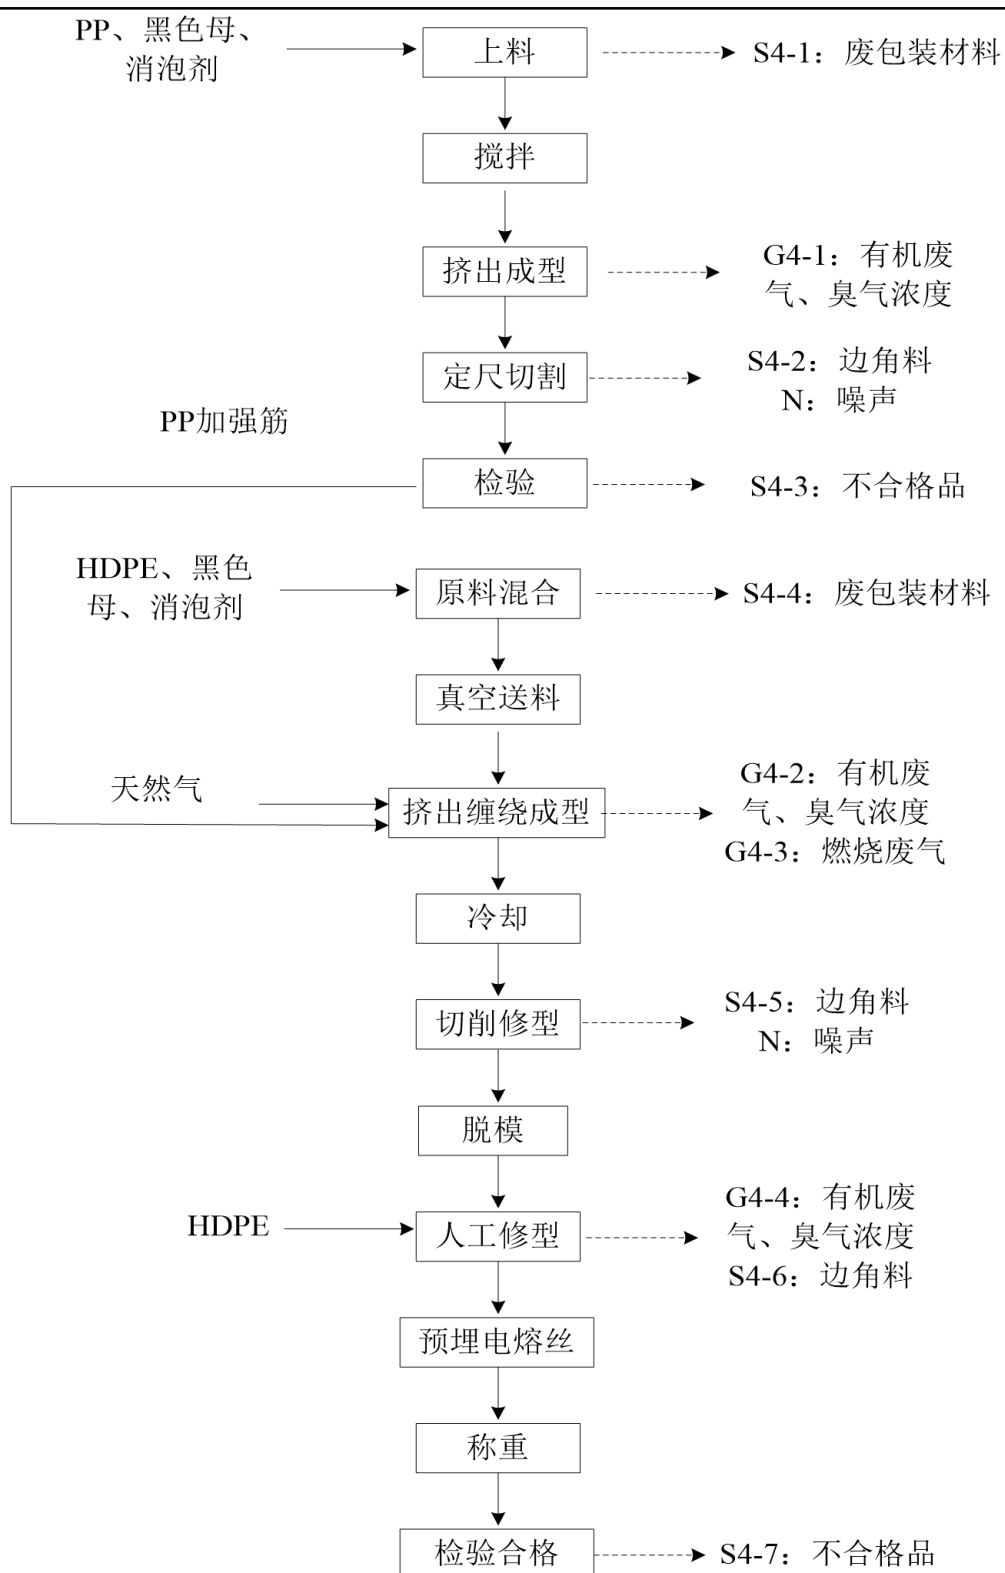 PP、黑色母、
消泡剂
上料
S4-1：废包装材料
搅拌
挤出成型
G4-1：有机废
气、臭气浓度
定尺切割
S4-2：边角料
N：噪声
PP加强筋
检验
S4-3：不合格品
HDPE、黑色
母、消泡剂
原料混合
S4-4：废包装材料
真空送料
天然气
挤出缠绕成型
G4-2：有机废
气、臭气浓度
G4-3：燃烧废气
冷却
切削修型
S4-5：边角料
N：噪声
脱模
HDPE
人工修型
G4-4：有机废
气、臭气浓度
S4-6：边角料
预埋电熔丝
称重
检验合格
S4-7：不合格品